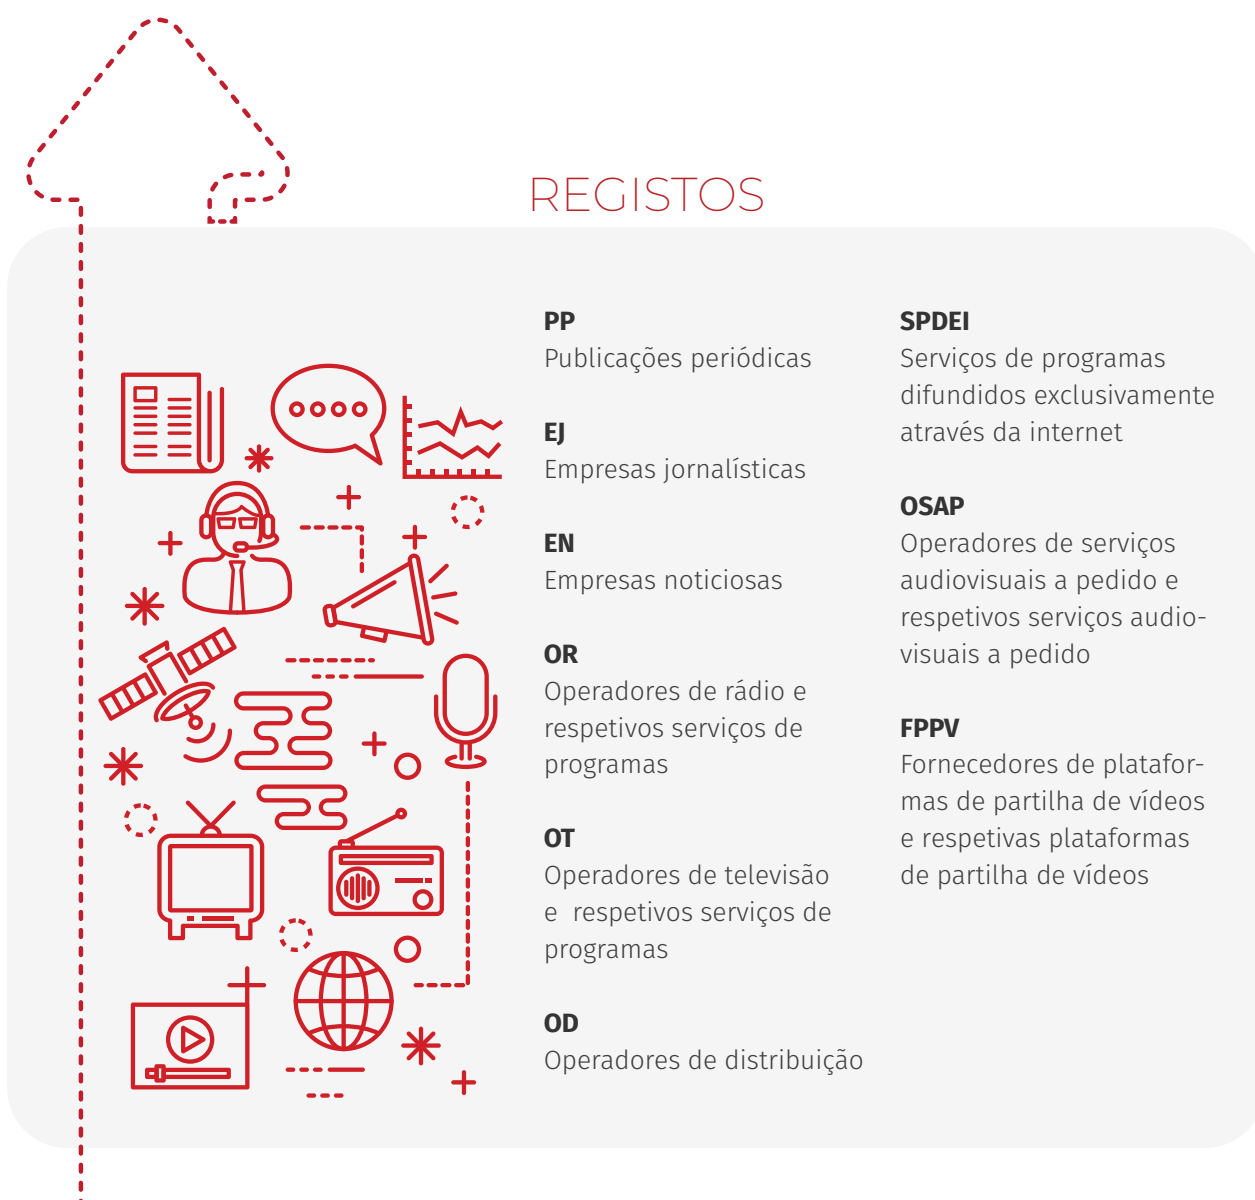 REGISTOS
PP
Publicações periódicas
EJ
Empresas jornalísticas
EN
Empresas noticiosas
OR
Operadores de rádio e
respetivos serviços de
programas
OT
Operadores de televisão
e respetivos serviços de
programas
OD
Operadores de distribuição
SPDEI
Serviços de programas
difundidos exclusivamente
através da internet
OSAP
Operadores de serviços
audiovisuais a pedido e
respetivos serviços audio-
visuais a pedido
FPPV
Fornecedores de platafor-
mas de partilha de vídeos
e respetivas plataformas
de partilha de vídeos